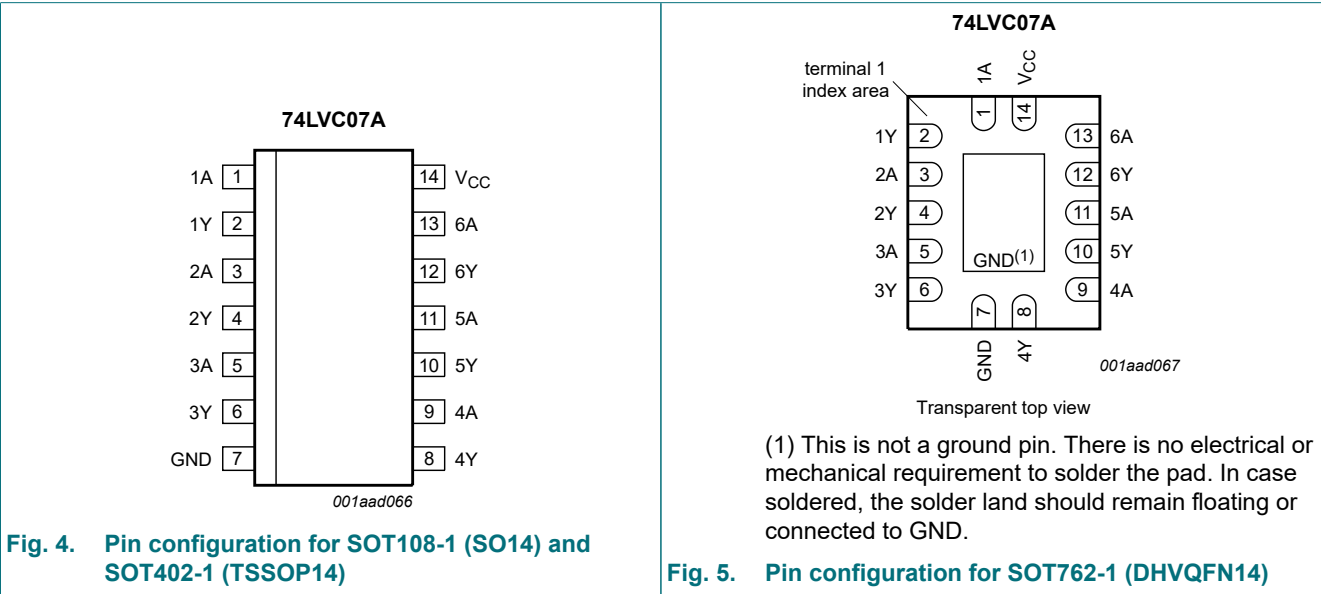 74LVC07A
1A 1 14 VCC
1Y 2 13 6A
2A 3 12 6Y
2Y 4 11 5A
3A 5 10 5Y
3Y 6 9 4A
GND 7 8 4Y
001aad066
Fig. 4. Pin configuration for SOT108-1 (SO14) and
SOT402-1 (TSSOP14)
74LVC07A
terminal 1
index area
1A VCC
1 14
1Y 2 13 6A
2A 3 12 6Y
2Y 4 11 5A
3A 5 10 5Y
GND(1)
3Y 6 9 4A
7 8
GND 4Y
001aad067
Transparent top view
(1) This is not a ground pin. There is no electrical or
mechanical requirement to solder the pad. In case
soldered, the solder land should remain floating or
connected to GND.
Fig. 5. Pin configuration for SOT762-1 (DHVQFN14)